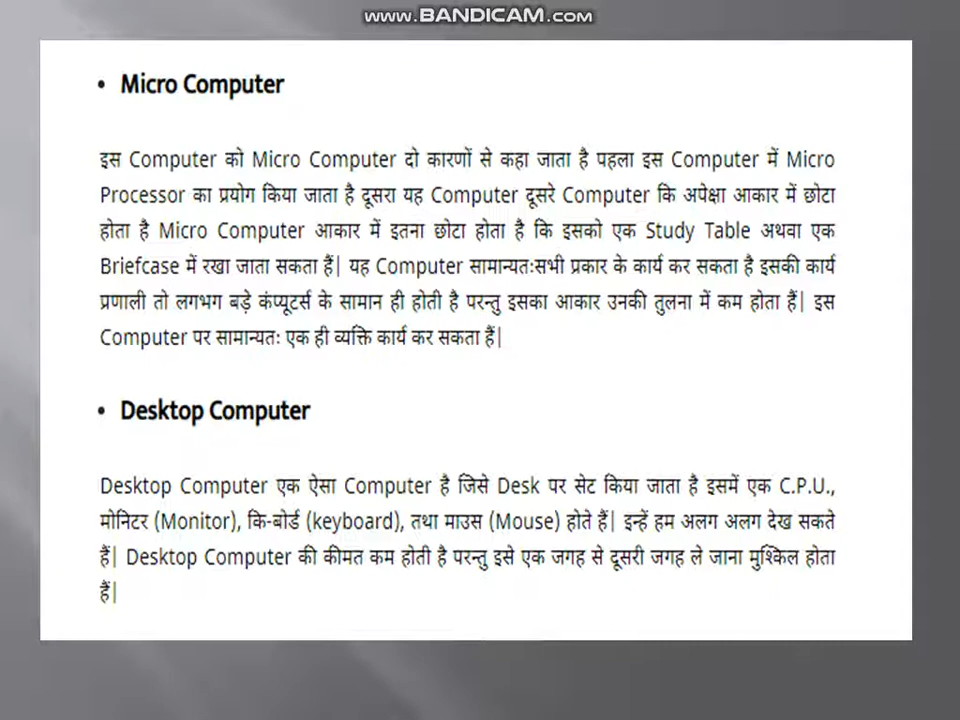 www.BANDICAM.com
• Micro Computer
इस Computer को Micro Computer दो कारणों से कहा जाता है पहला इस Computer में Micro
Processor का प्रयोग किया जाता है दूसरा यह Computer दूसरे Computer कि अपेक्षा आकार में छोटा
होता है Micro Computer आकार में इतना छोटा होता है कि इसको एक Study Table अथवा एक
Briefcase में रखा जाता सकता हैं| यह Computer सामान्यतःसभी प्रकार के कार्य कर सकता है इसकी कार्य
प्रणाली तो लगभग बड़े कंप्यूटर्स के सामान ही होती है परन्तु इसका आकार उनकी तुलना में कम होता हैं| इस
Computer पर सामान्यतः एक ही व्यक्ति कार्य कर सकता हैं|
• Desktop Computer
Desktop Computer एक ऐसा Computer है जिसे Desk पर सेट किया जाता है इसमें एक C.P.U.,
मोनिटर (Monitor), कि-बोर्ड (keyboard), तथा माउस (Mouse) होते हैं| इन्हें हम अलग अलग देख सकते
हैं| Desktop Computer की कीमत कम होती है परन्तु इसे एक जगह से दूसरी जगह ले जाना मुश्किल होता
हैं|